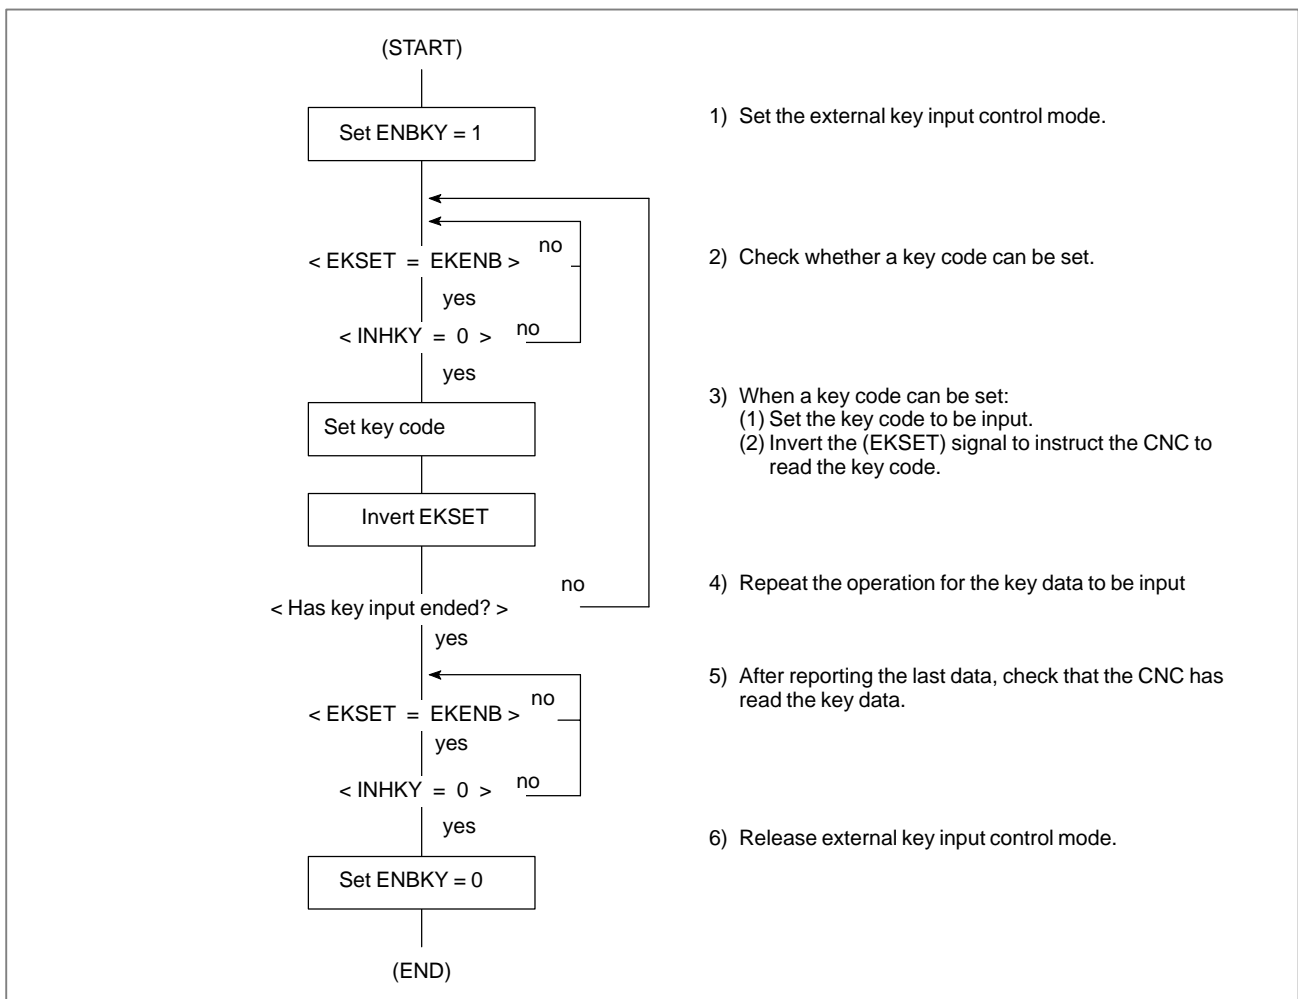 (START)
Set ENBKY = 1
1) Set the external key input control mode.
no
< EKSET = EKENB >
2) Check whether a key code can be set.
yes
< INHKY = 0 > no
yes
3) When a key code can be set:
(1) Set the key code to be input.
Set key code
(2) Invert the (EKSET) signal to instruct the CNC to
read the key code.
Invert EKSET
no
4) Repeat the operation for the key data to be input
< Has key input ended? >
yes
5) After reporting the last data, check that the CNC has
read the key data.
< EKSET = EKENB > no
yes
< INHKY = 0 > no
yes
6) Release external key input control mode.
Set ENBKY = 0
(END)